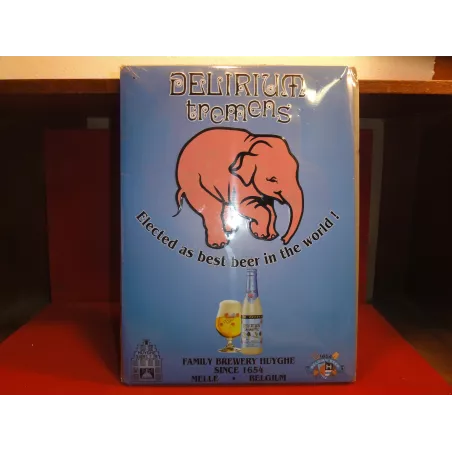 DELIRIUM
tremens
Elected as best beer in the world !
FAMILY BREWERY HUYGHE
SINCE 1654
MELLE • BELGIUM